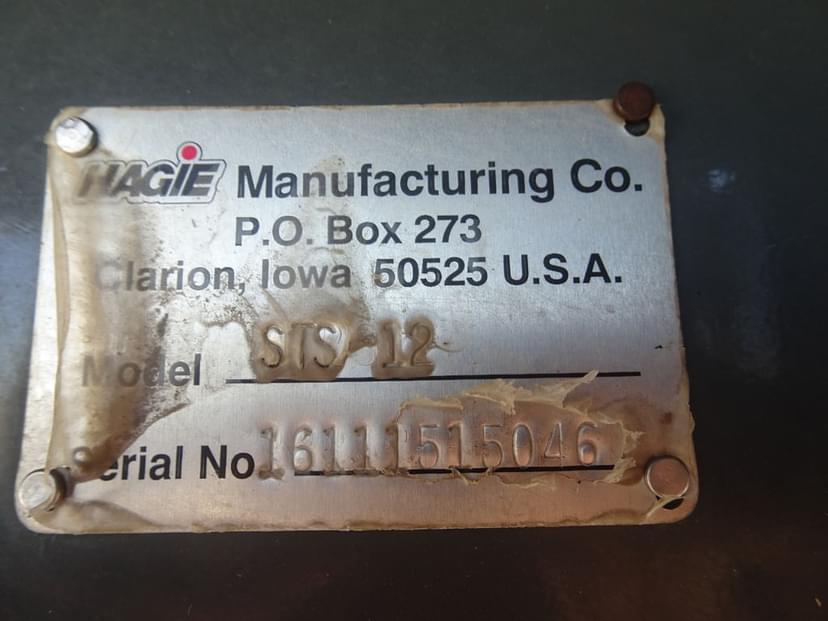 HAGIE Manufacturing Co.
P.O. Box 273
Clarion, Iowa 50525 U.S.A.
Model STS 12
Serial No 16111515046